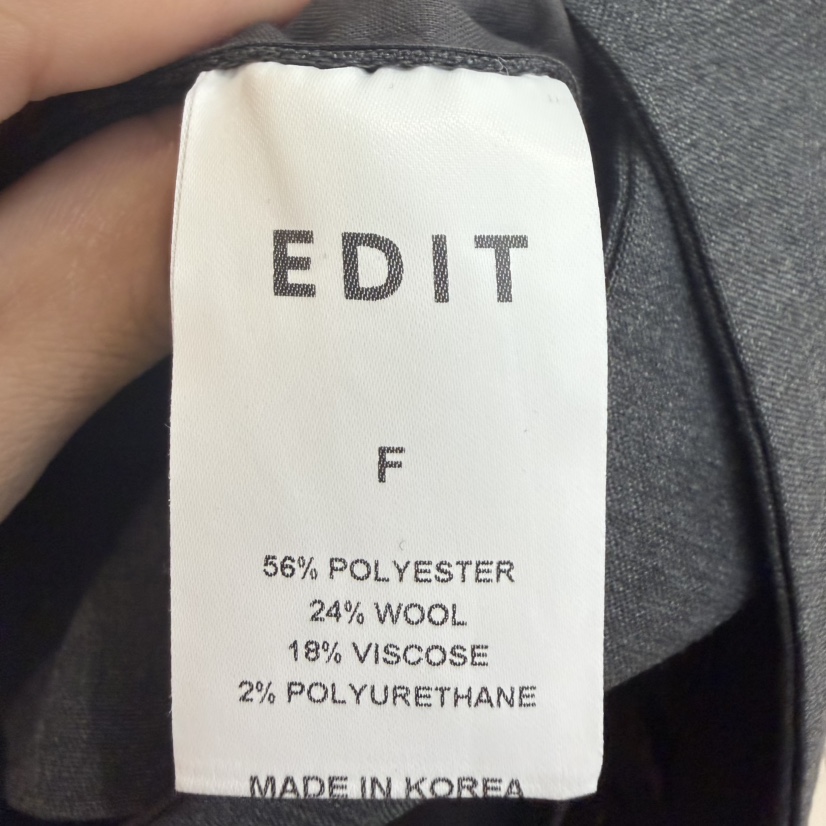 EDIT
F
56% POLYESTER
24% WOOL
18% VISCOSE
2% POLYURETHANE
MADE IN KOREA